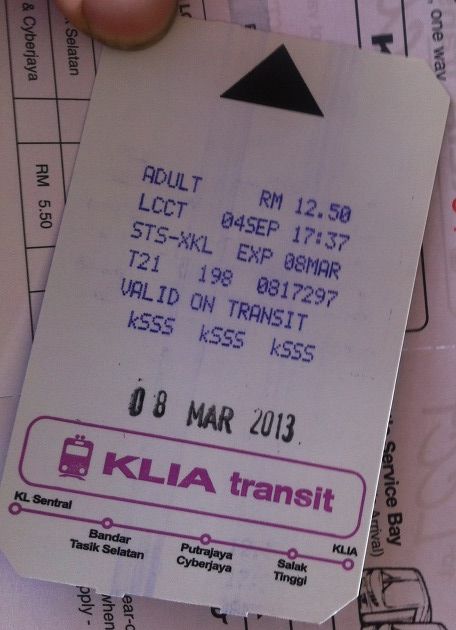 ADULT RM 12.50
LCCT 04SEP 17:37
STS-XKL EXP 08MAR
T21 198 0817297
VALID ON TRANSIT
kSSS kSSS kSSS
08 MAR 2013
KLIA transit
KL Sentral
Bandar
Tasik Selatan
Putrajaya
Cyberjaya
Salak
Tinggi
KLIA
Selatan
& Cyberjaya
RM 5.50
, one way
Service Bay